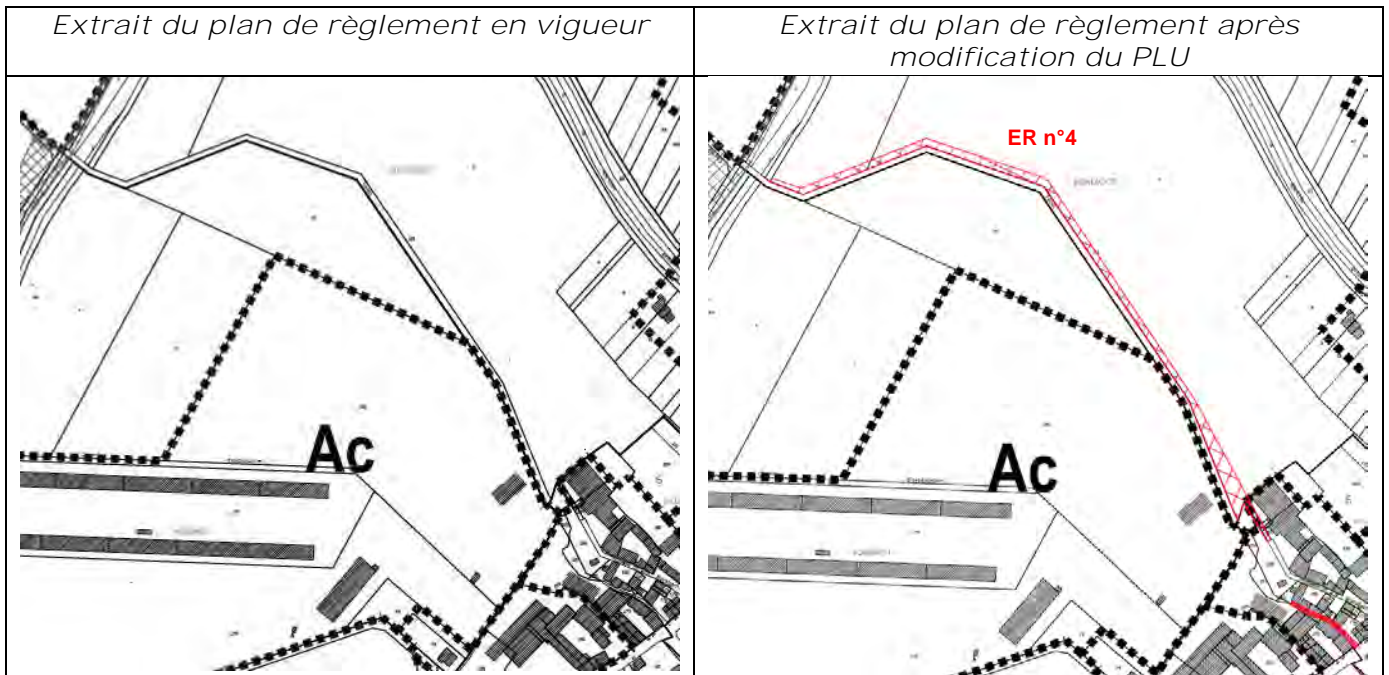 Extrait du plan de règlement en vigueur
Extrait du plan de règlement après
modification du PLU
ER n°4
Ac
Ac